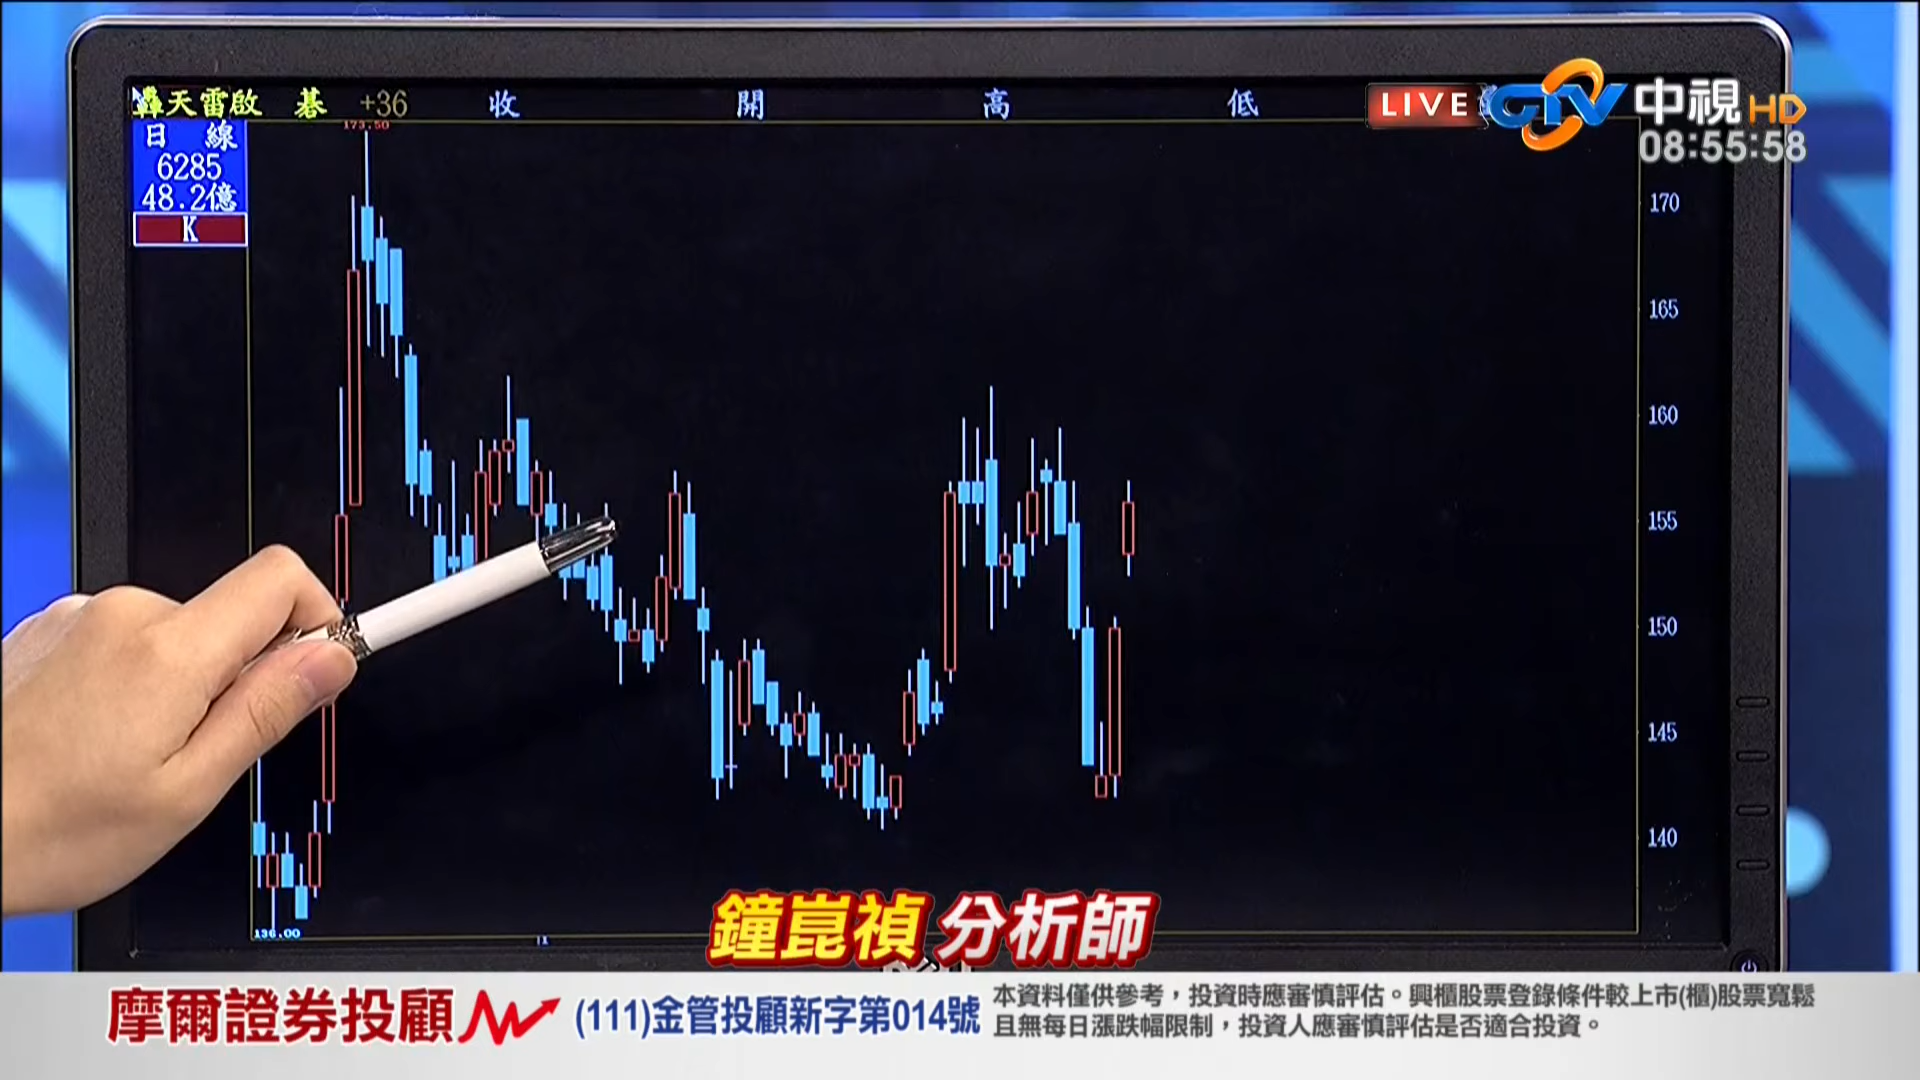 轟天雷啟 碁 +36 收 開 高 低
LIVE
CTV 中視HD
08:55:58
日 線
6285
48.2億
K
173.50
170
165
160
155
150
145
140
136.00
11
鐘崑禎 分析師
摩爾證券投顧
(111)金管投顧新字第014號
本資料僅供參考，投資時應審慎評估。興櫃股票登錄條件較上市(櫃)股票寬鬆
且無每日漲跌幅限制，投資人應審慎評估是否適合投資。